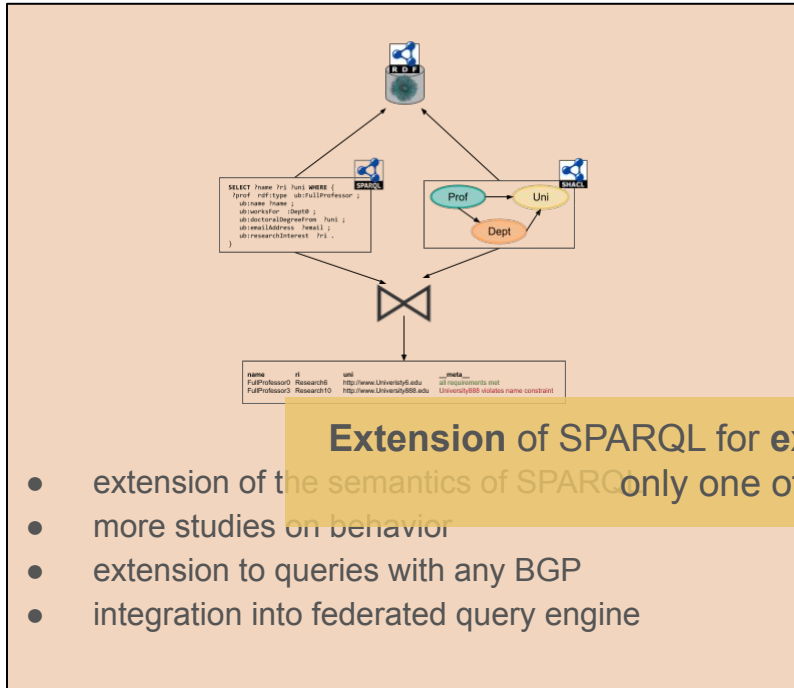 RDF
SPARQL
SELECT ?name ?ri ?uni WHERE {
?prof rdf:type ub:FullProfessor ;
ub:name ?name ;
ub:worksFor :Dept0 ;
ub:doctoralDegreeFrom ?uni ;
ub:emailAddress ?email ;
ub:researchInterest ?ri .
}
SHACL
Prof
Uni
Dept
name ri uni __meta__
FullProfessor0 Research6 http://www.Univeristy6.edu all requirements met
FullProfessor3 Research10 http://www.University888.edu University888 violates name constraint
Extension of SPARQL for ex
only one of
● extension of the semantics of SPARQL
● more studies on behavior
● extension to queries with any BGP
● integration into federated query engine